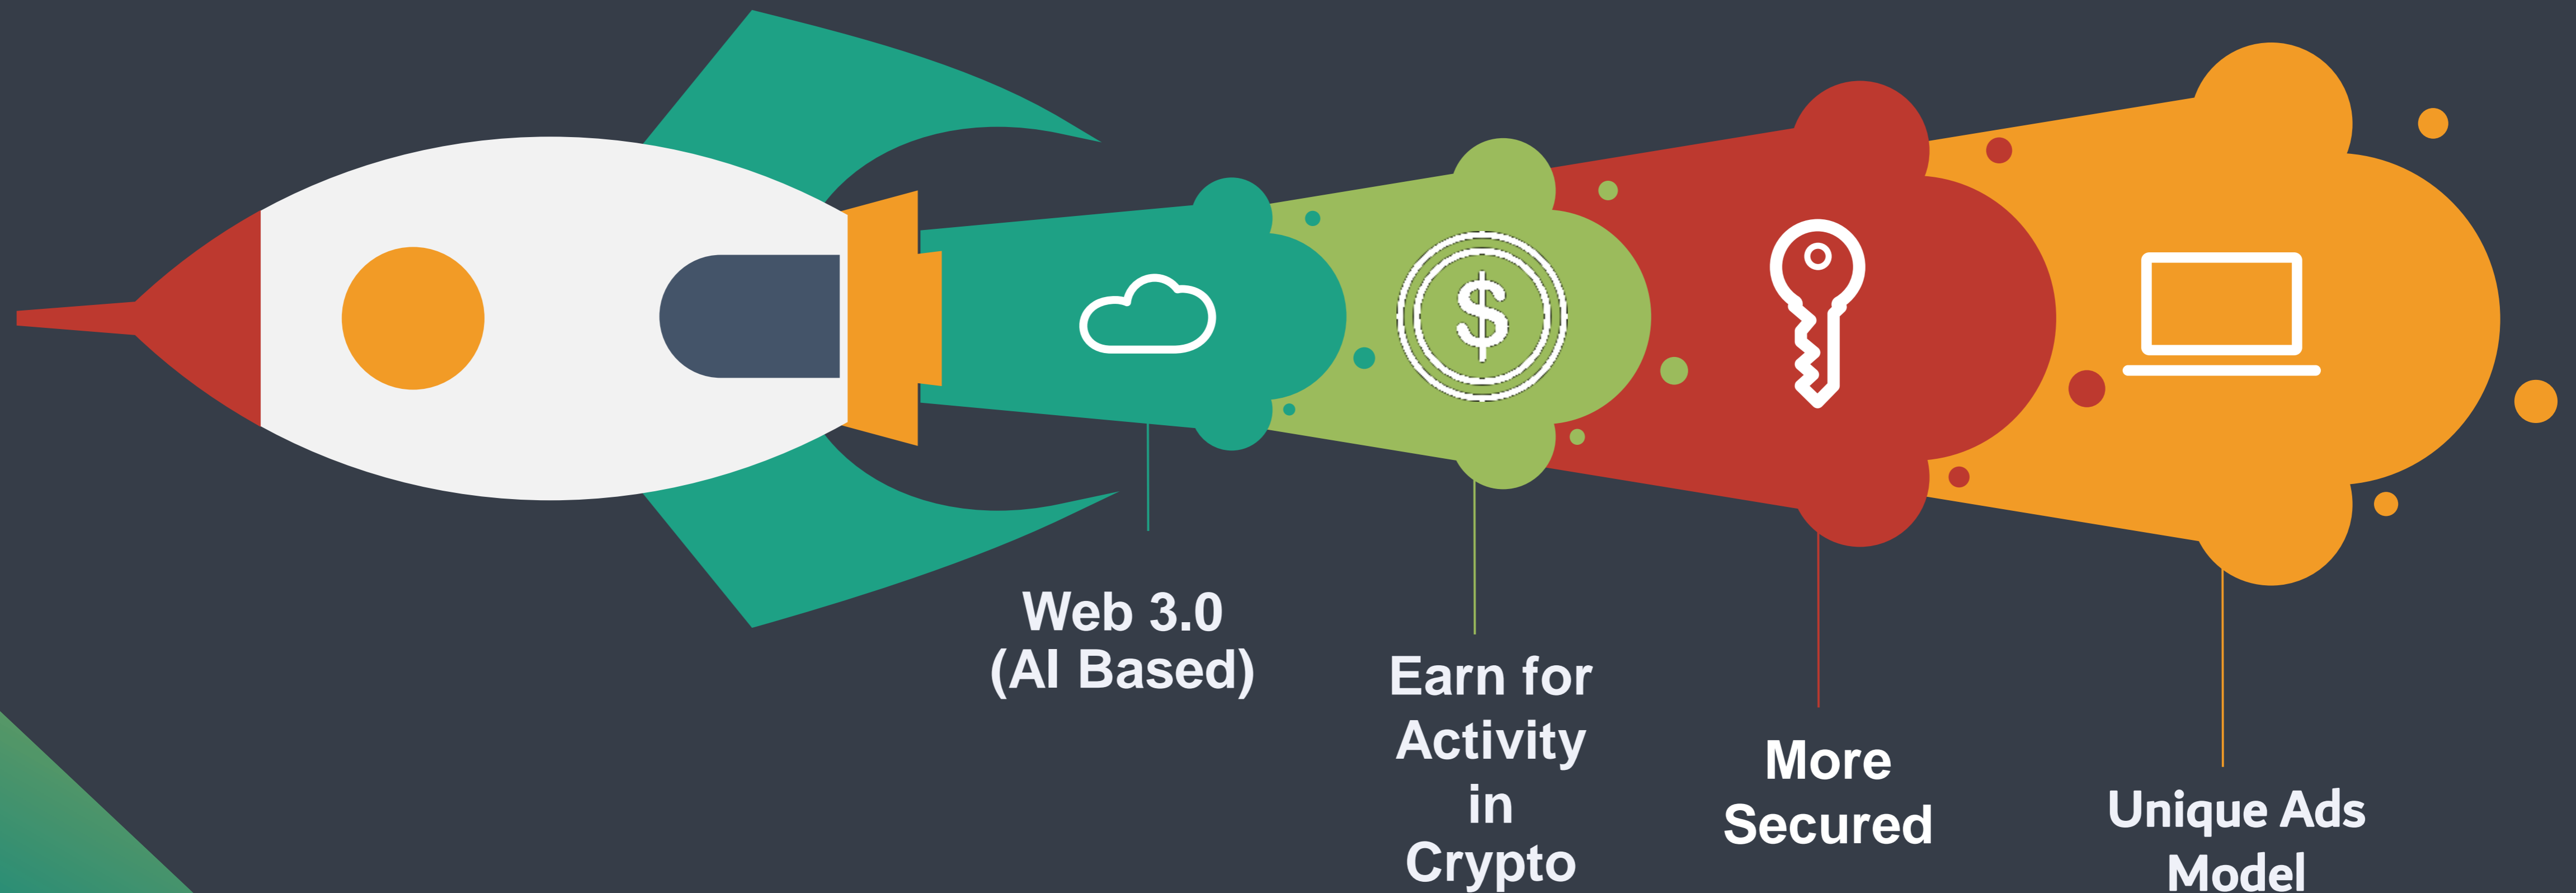 Web 3.0
(AI Based)
Earn for
Activity
in
Crypto
More
Secured
Unique Ads
Model
$